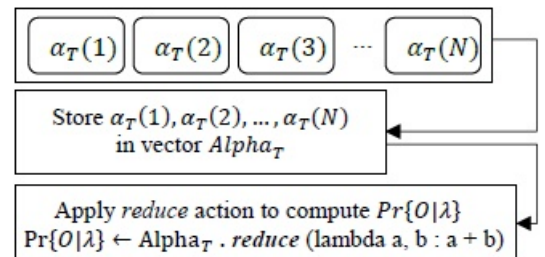 α_T(1) α_T(2) α_T(3) ... α_T(N)
Store α_T(1), α_T(2), ..., α_T(N)
in vector Alpha_T
Apply reduce action to compute Pr{O|λ}
Pr{O|λ} ← Alpha_T . reduce (lambda a, b : a + b)